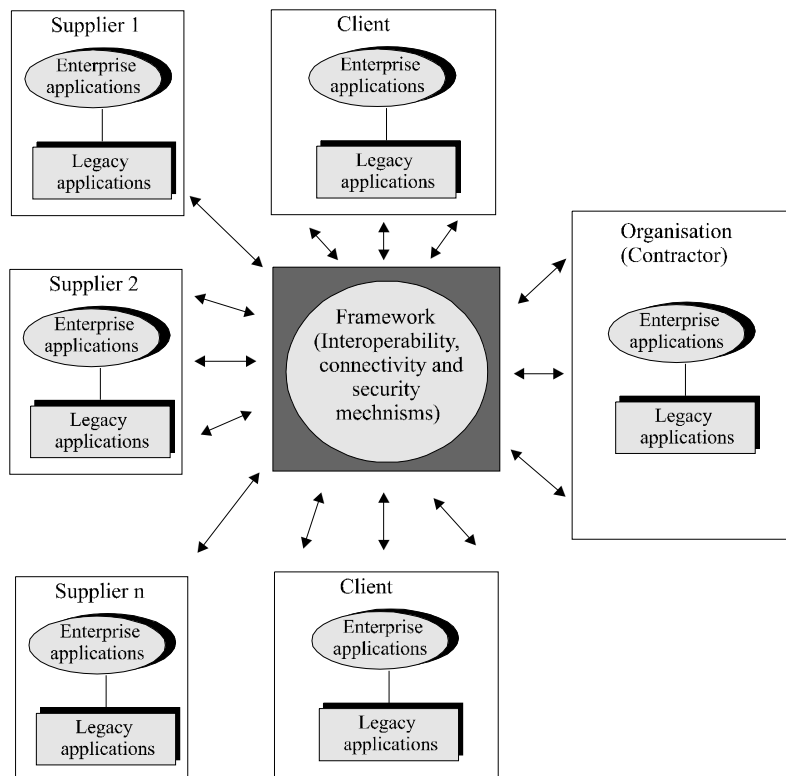 Supplier 1
Enterprise
applications
Legacy
applications
Client
Enterprise
applications
Legacy
applications
Organisation
(Contractor)
Enterprise
applications
Legacy
applications
Supplier 2
Enterprise
applications
Legacy
applications
Framework
(Interoperability,
connectivity and
security
mechnisms)
Supplier n
Enterprise
applications
Legacy
applications
Client
Enterprise
applications
Legacy
applications